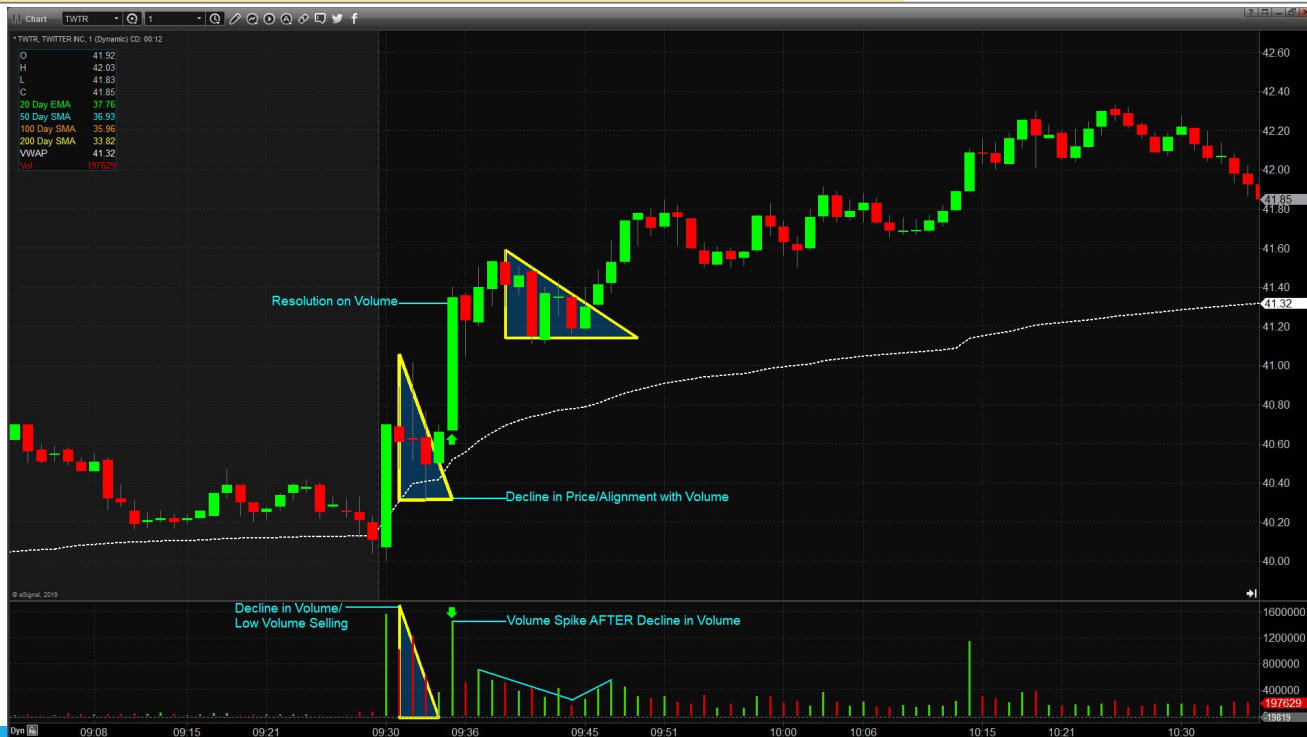 Chart TWTR 1
* TWTR, TWITTER INC, 1 (Dynamic) CD: 00:12
O 41.92
H 42.03
L 41.83
C 41.85
20 Day EMA 37.76
50 Day SMA 36.93
100 Day SMA 35.96
200 Day SMA 33.82
VWAP 41.32
Vol 197629
42.60
42.40
42.20
42.00
41.85
41.80
41.60
41.40
41.32
41.20
41.00
40.80
40.60
40.40
40.20
40.00
Resolution on Volume
Decline in Price/Alignment with Volume
© eSignal, 2019
Decline in Volume/
Low Volume Selling
Volume Spike AFTER Decline in Volume
1600000
1200000
800000
400000
197629
-19819
Dyn 09:08 09:15 09:21 09:30 09:36 09:45 09:51 10:00 10:06 10:15 10:21 10:30